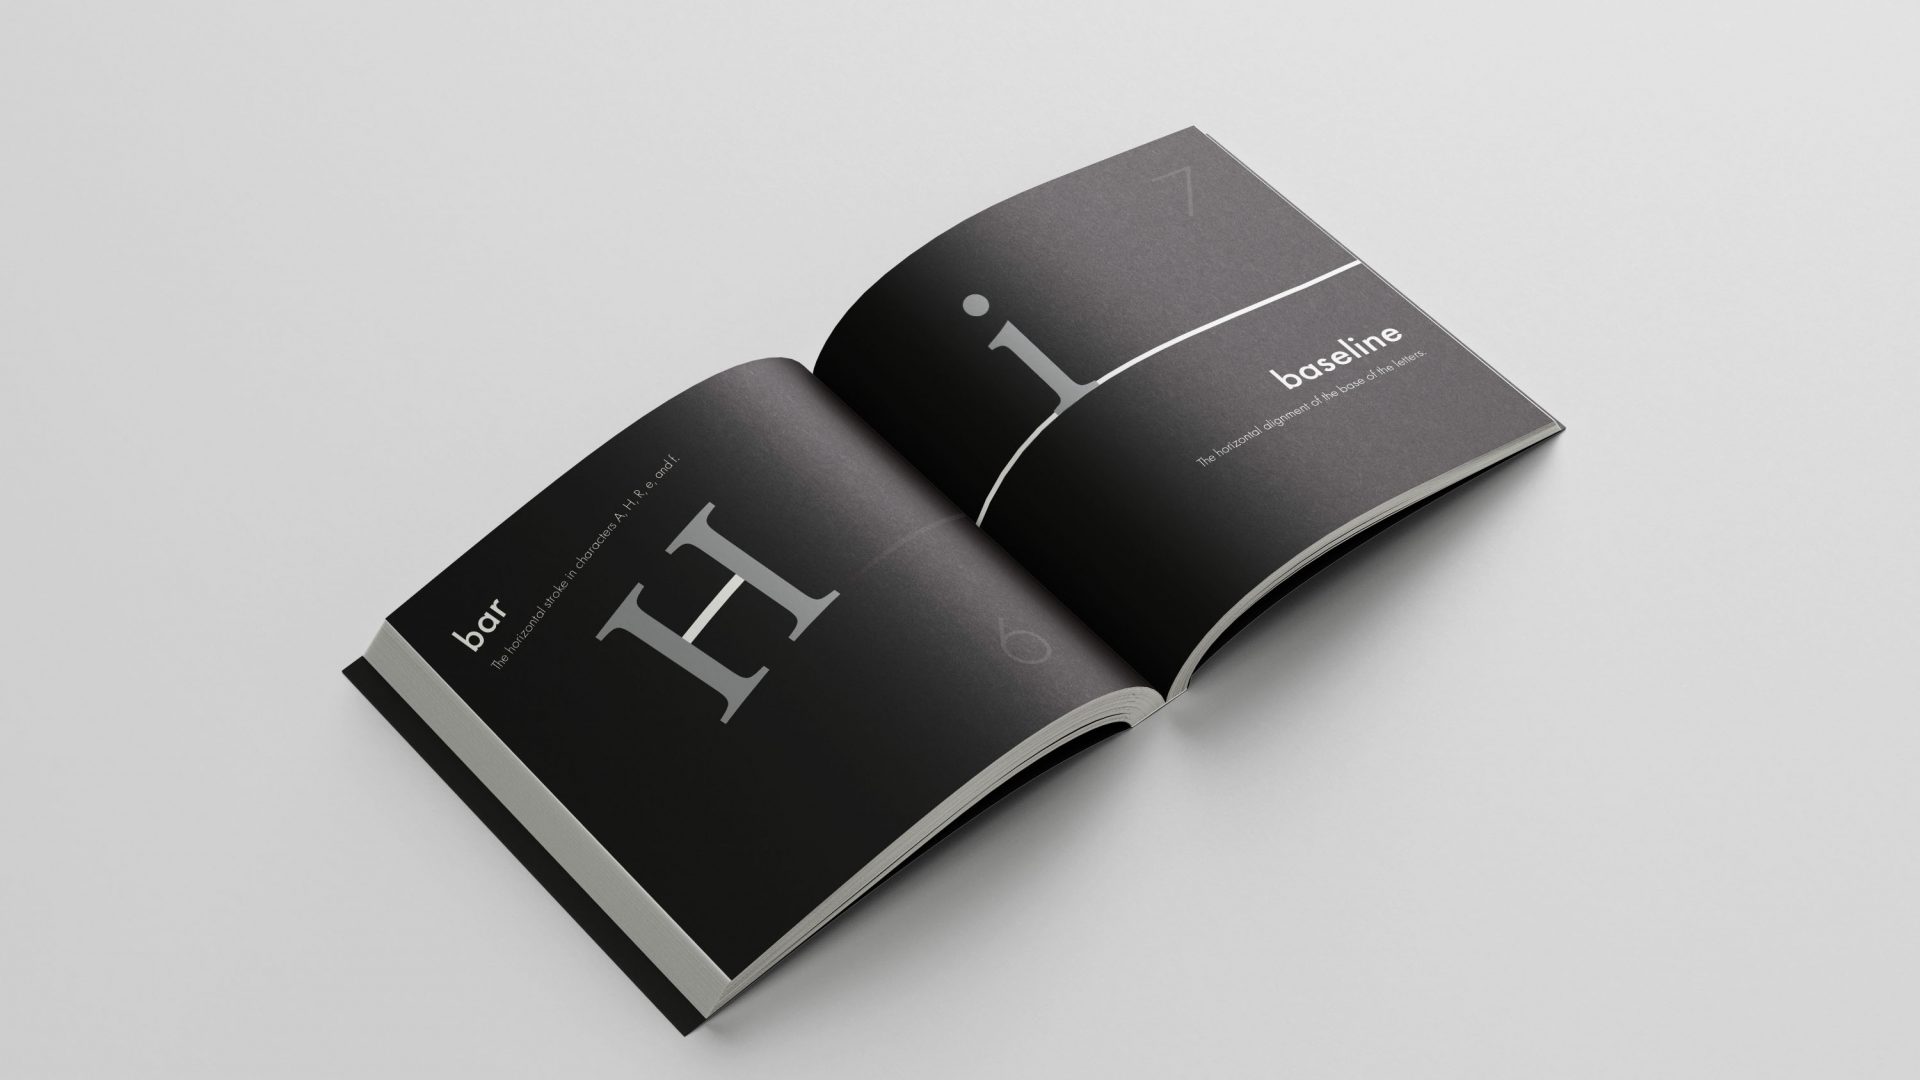 bar
The horizontal stroke in characters A, H, R, e, and f.
H
6
7
i
baseline
The horizontal alignment of the base of the letters.